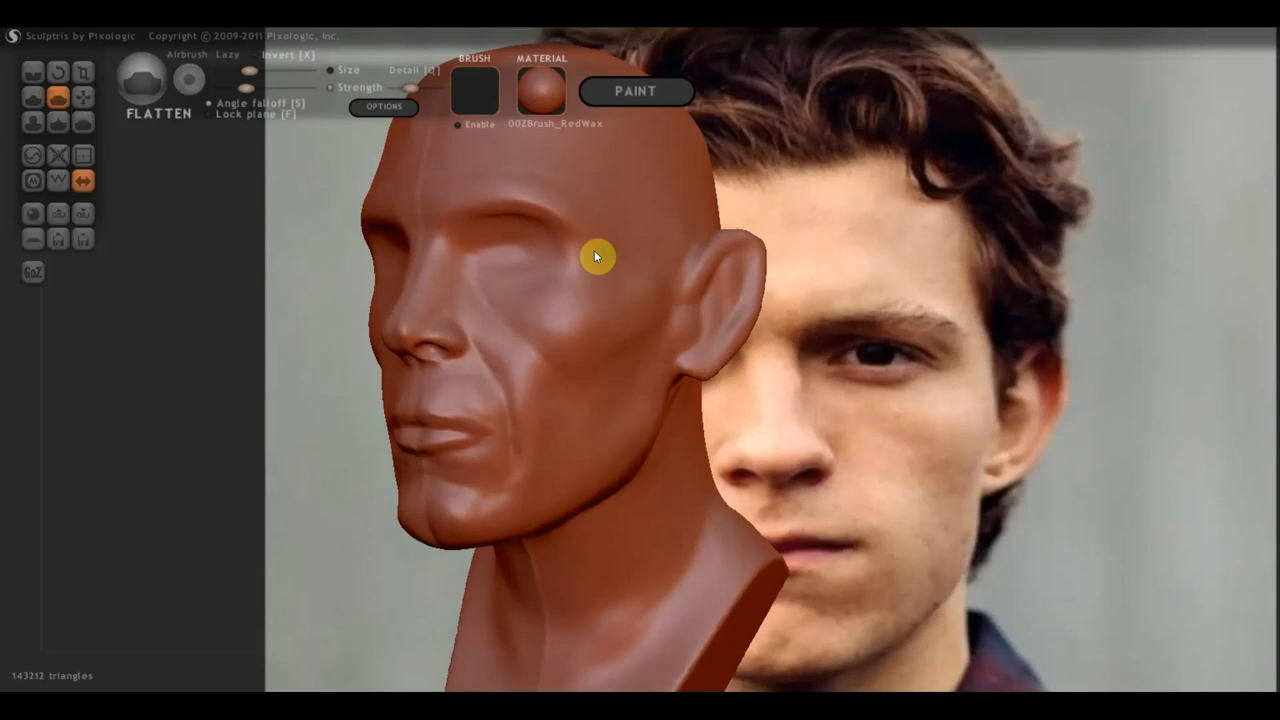 Sculptris by Pixologic Copyright © 2009-2011 Pixologic, Inc.
Airbrush Lazy Invert [X]
Size Detail [Q]
Strength
Angle falloff [S]
Lock plane [F]
FLATTEN
OPTIONS
BRUSH
Enable
MATERIAL
00ZBrush_RedWax
PAINT
GoZ
143212 triangles